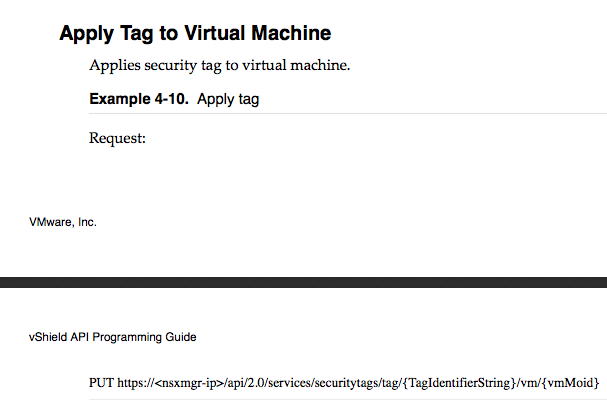 Apply Tag to Virtual Machine
Applies security tag to virtual machine.
Example 4-10. Apply tag
Request:
VMware, Inc.
vShield API Programming Guide
PUT https://<nsxmgr-ip>/api/2.0/services/securitytags/tag/{TagIdentifierString}/vm/{vmMoid}